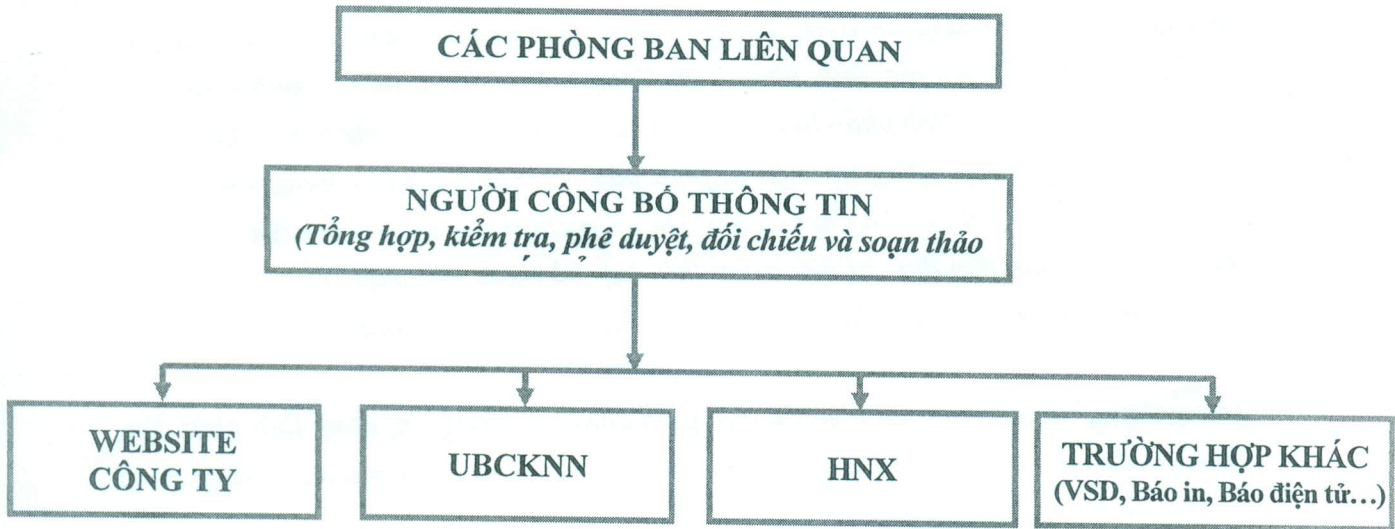 CÁC PHÒNG BAN LIÊN QUAN
NGƯỜI CÔNG BỐ THÔNG TIN
(Tổng hợp, kiểm tra, phê duyệt, đối chiếu và soạn thảo
WEBSITE
CÔNG TY
UBCKNN
HNX
TRƯỜNG HỢP KHÁC
(VSD, Báo in, Báo điện tử...)